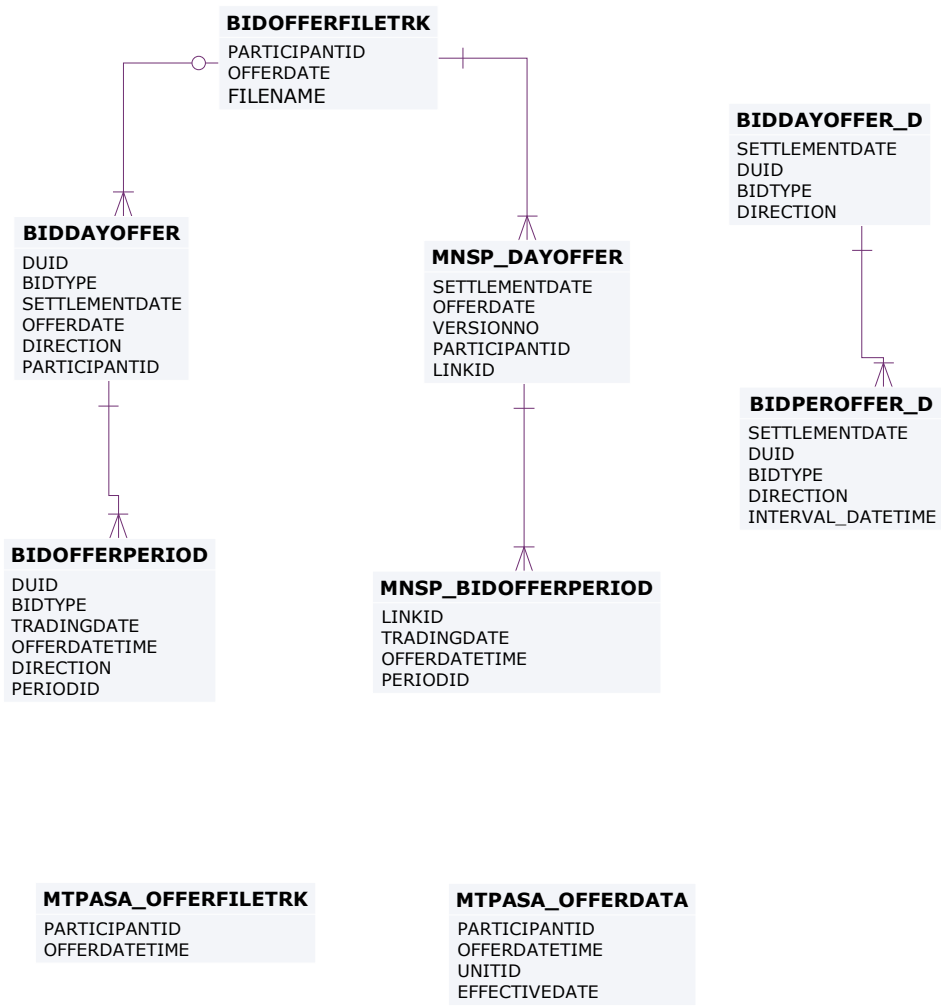 BIDOFFERFILETRK
PARTICIPANTID
OFFERDATE
FILENAME
BIDDAYOFFER_D
SETTLEMENTDATE
DUID
BIDTYPE
DIRECTION
BIDDAYOFFER
DUID
BIDTYPE
SETTLEMENTDATE
OFFERDATE
DIRECTION
PARTICIPANTID
MNSP_DAYOFFER
SETTLEMENTDATE
OFFERDATE
VERSIONNO
PARTICIPANTID
LINKID
BIDPEROFFER_D
SETTLEMENTDATE
DUID
BIDTYPE
DIRECTION
INTERVAL_DATETIME
BIDOFFERPERIOD
DUID
BIDTYPE
TRADINGDATE
OFFERDATETIME
DIRECTION
PERIODID
MNSP_BIDOFFERPERIOD
LINKID
TRADINGDATE
OFFERDATETIME
PERIODID
MTPASA_OFFERFILETRK
PARTICIPANTID
OFFERDATETIME
MTPASA_OFFERDATA
PARTICIPANTID
OFFERDATETIME
UNITID
EFFECTIVEDATE